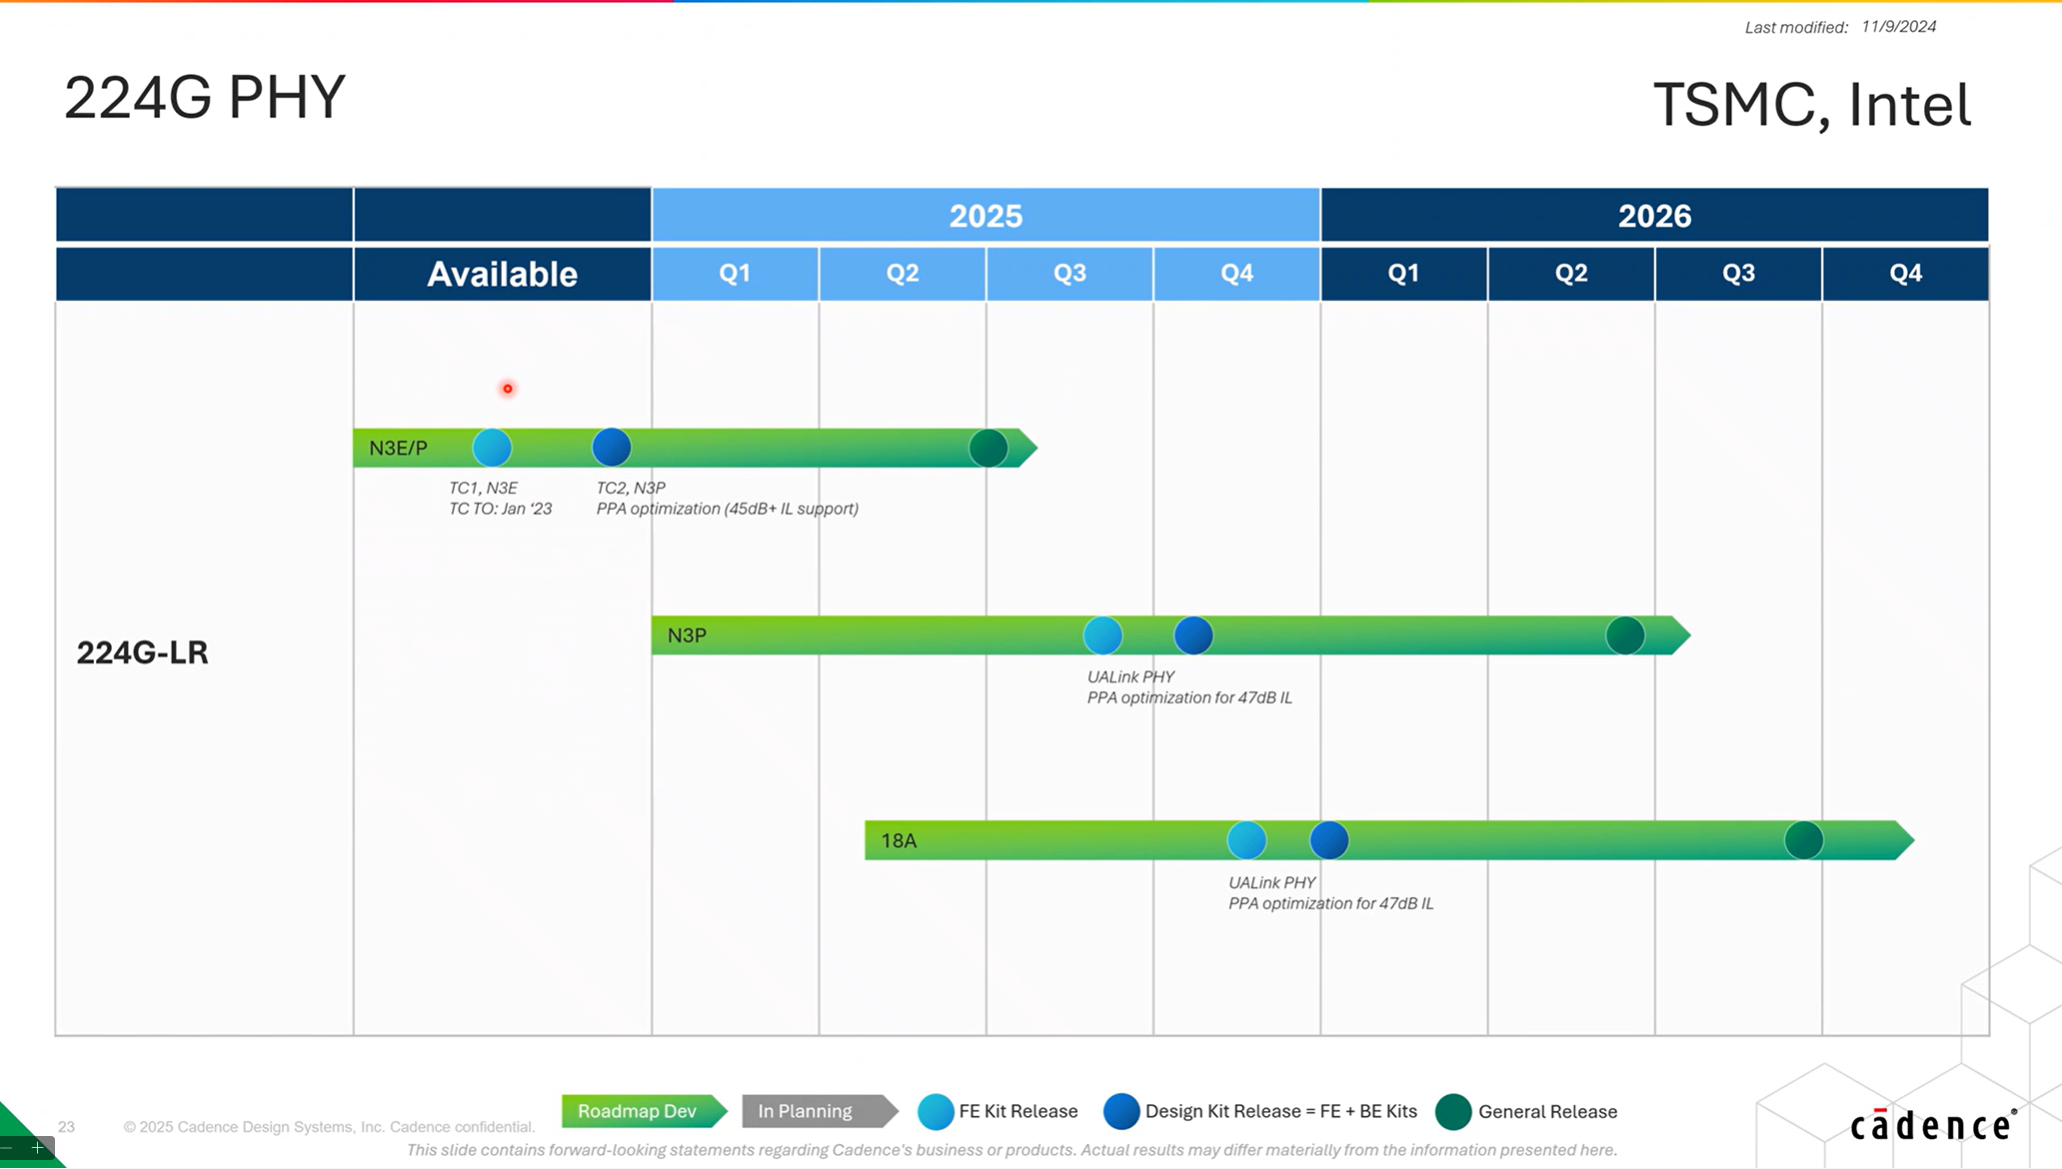 Last modified: 11/9/2024
224G PHY
TSMC, Intel
2025
2026
Available
Q1
Q2
Q3
Q4
Q1
Q2
Q3
Q4
N3E/P
TC1, N3E
TC TO: Jan ‘23
TC2, N3P
PPA optimization (45dB+ IL support)
224G-LR
N3P
UALink PHY
PPA optimization for 47dB IL
18A
UALink PHY
PPA optimization for 47dB IL
Roadmap Dev
In Planning
FE Kit Release
Design Kit Release = FE + BE Kits
General Release
23
© 2025 Cadence Design Systems, Inc. Cadence confidential.
This slide contains forward-looking statements regarding Cadence's business or products. Actual results may differ materially from the information presented here.
cādence®